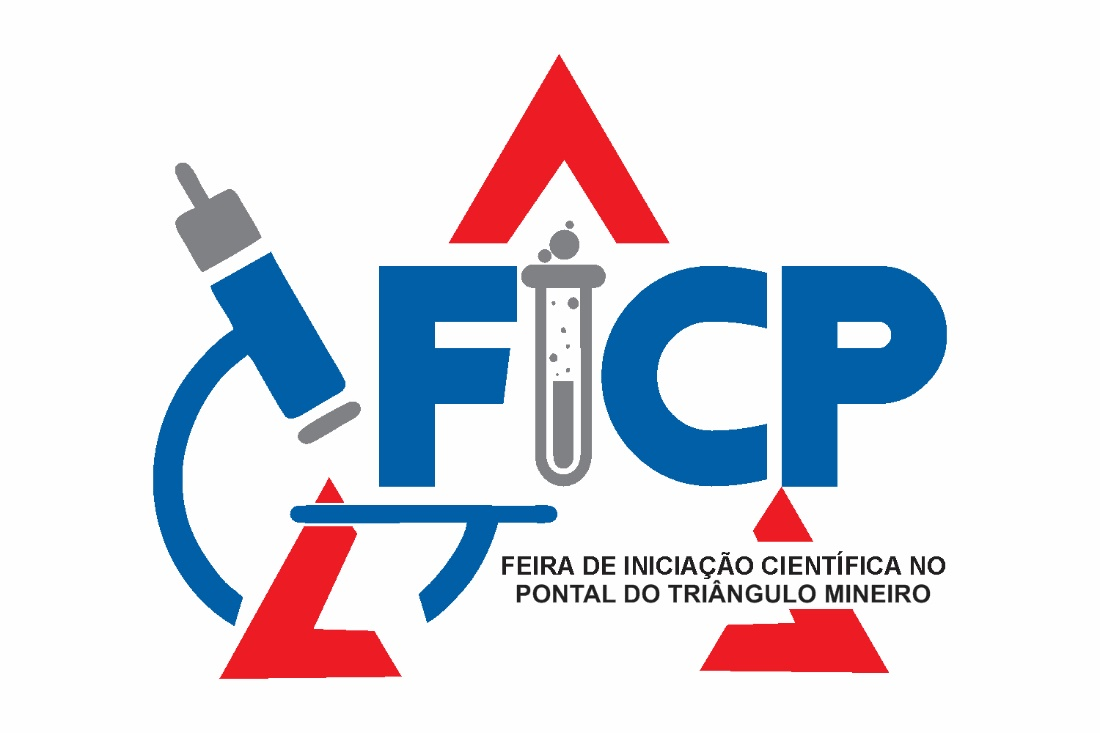 FICP
FEIRA DE INICIAÇÃO CIENTÍFICA NO
PONTAL DO TRIÂNGULO MINEIRO